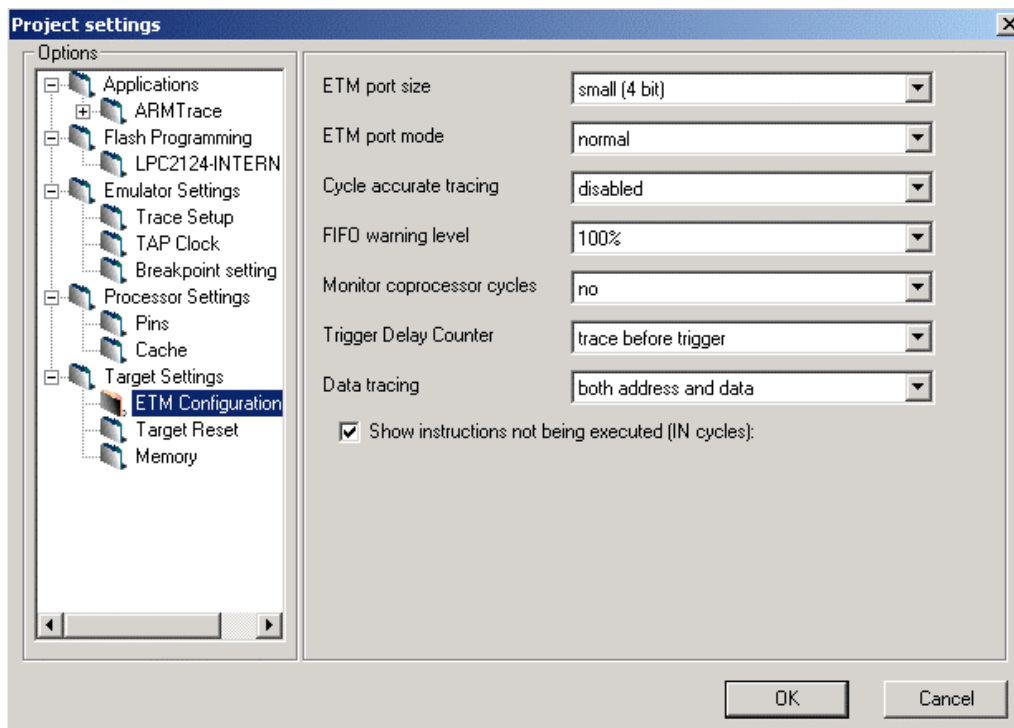 Project settings
Options
Applications
ARMTrace
Flash Programming
LPC2124-INTERN
Emulator Settings
Trace Setup
TAP Clock
Breakpoint setting
Processor Settings
Pins
Cache
Target Settings
ETM Configuration
Target Reset
Memory
ETM port size
small (4 bit)
ETM port mode
normal
Cycle accurate tracing
disabled
FIFO warning level
100%
Monitor coprocessor cycles
no
Trigger Delay Counter
trace before trigger
Data tracing
both address and data
Show instructions not being executed (IN cycles):
OK
Cancel